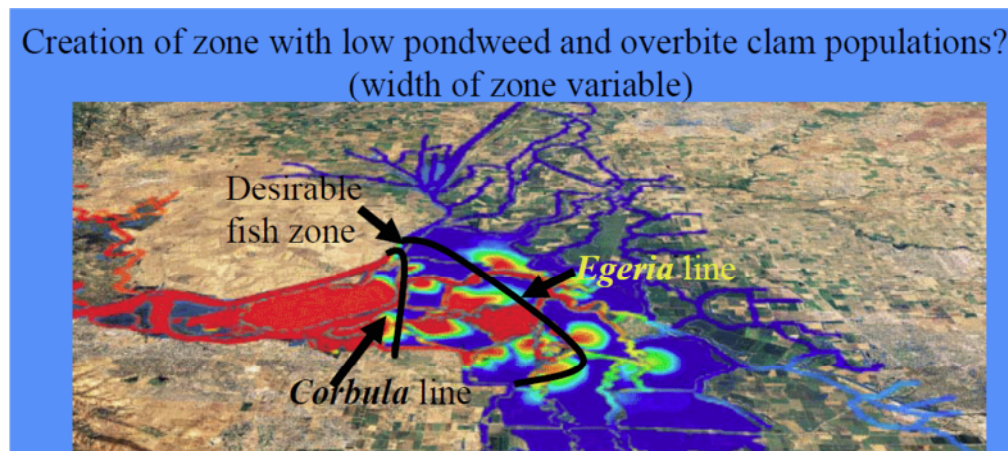 Creation of zone with low pondweed and overbite clam populations?
(width of zone variable)
Desirable
fish zone
Egeria line
Corbula line